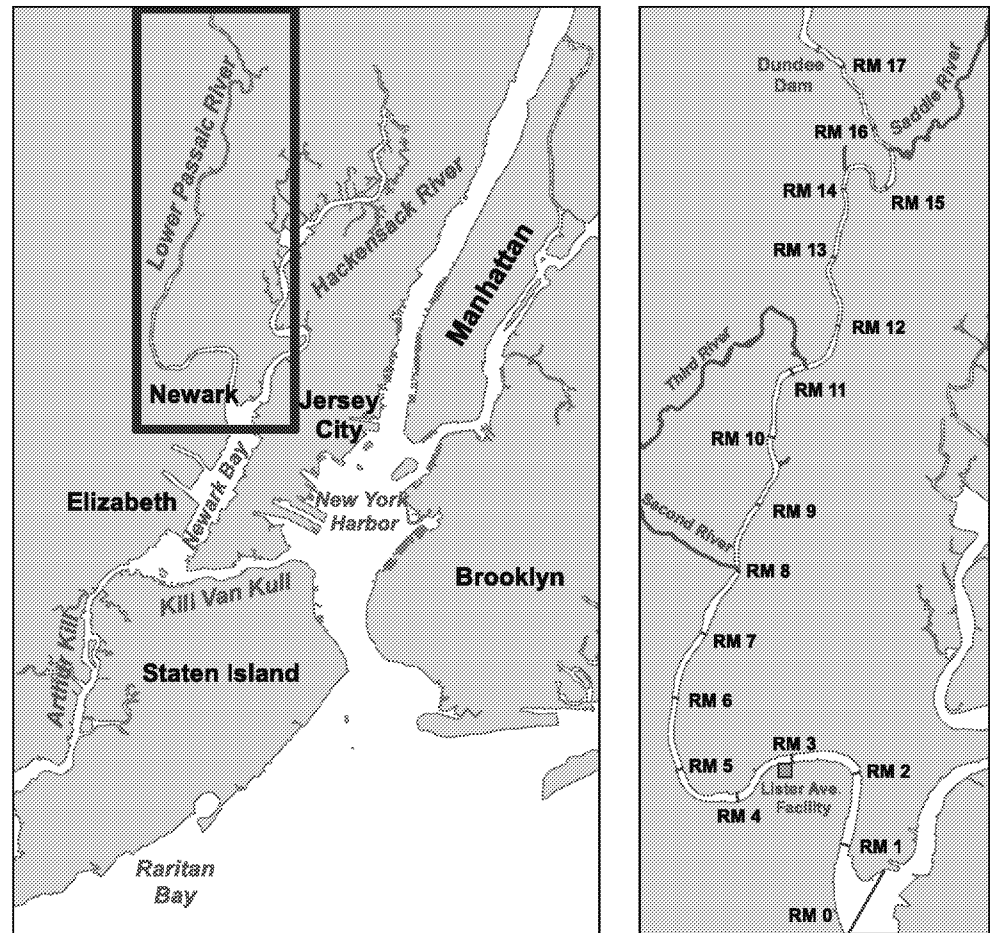 Lower Passaic River
Hackensack River
Manhattan
Newark
Jersey
City
Elizabeth
Newark Bay
New York
Harbor
Brooklyn
Kill Van Kull
Arthur Kill
Staten Island
Raritan
Bay
Dundee
Dam
RM 17
Saddle River
RM 16
RM 14
RM 15
RM 13
RM 12
Third River
RM 11
RM 10
RM 9
Second River
RM 8
RM 7
RM 6
RM 3
RM 5
RM 2
Lister Ave.
Facility
RM 4
RM 1
RM 0